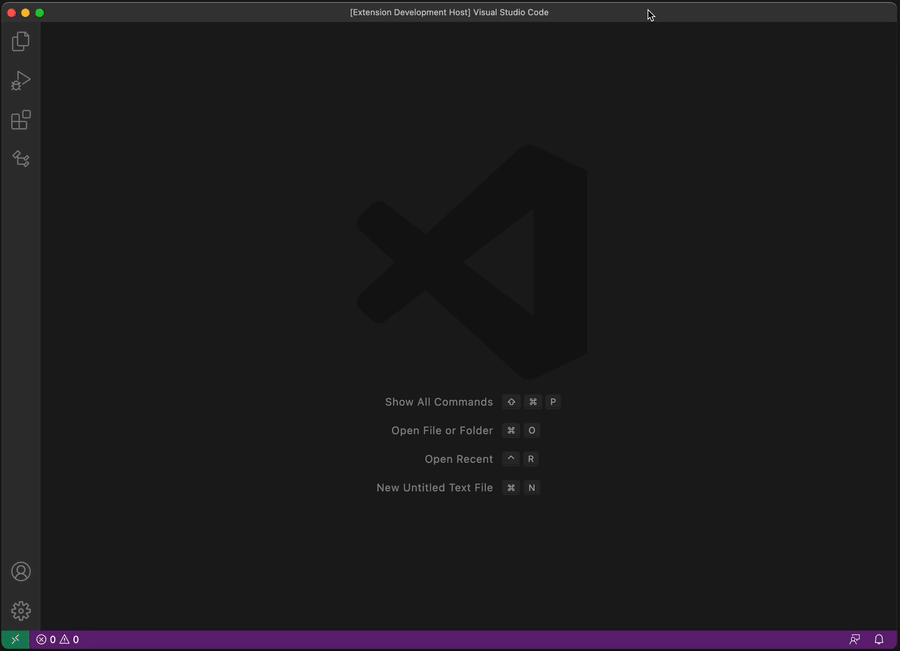 [Extension Development Host] Visual Studio Code
Show All Commands ⇧ ⌘ P
Open File or Folder ⌘ O
Open Recent ^ R
New Untitled Text File ⌘ N
0 0